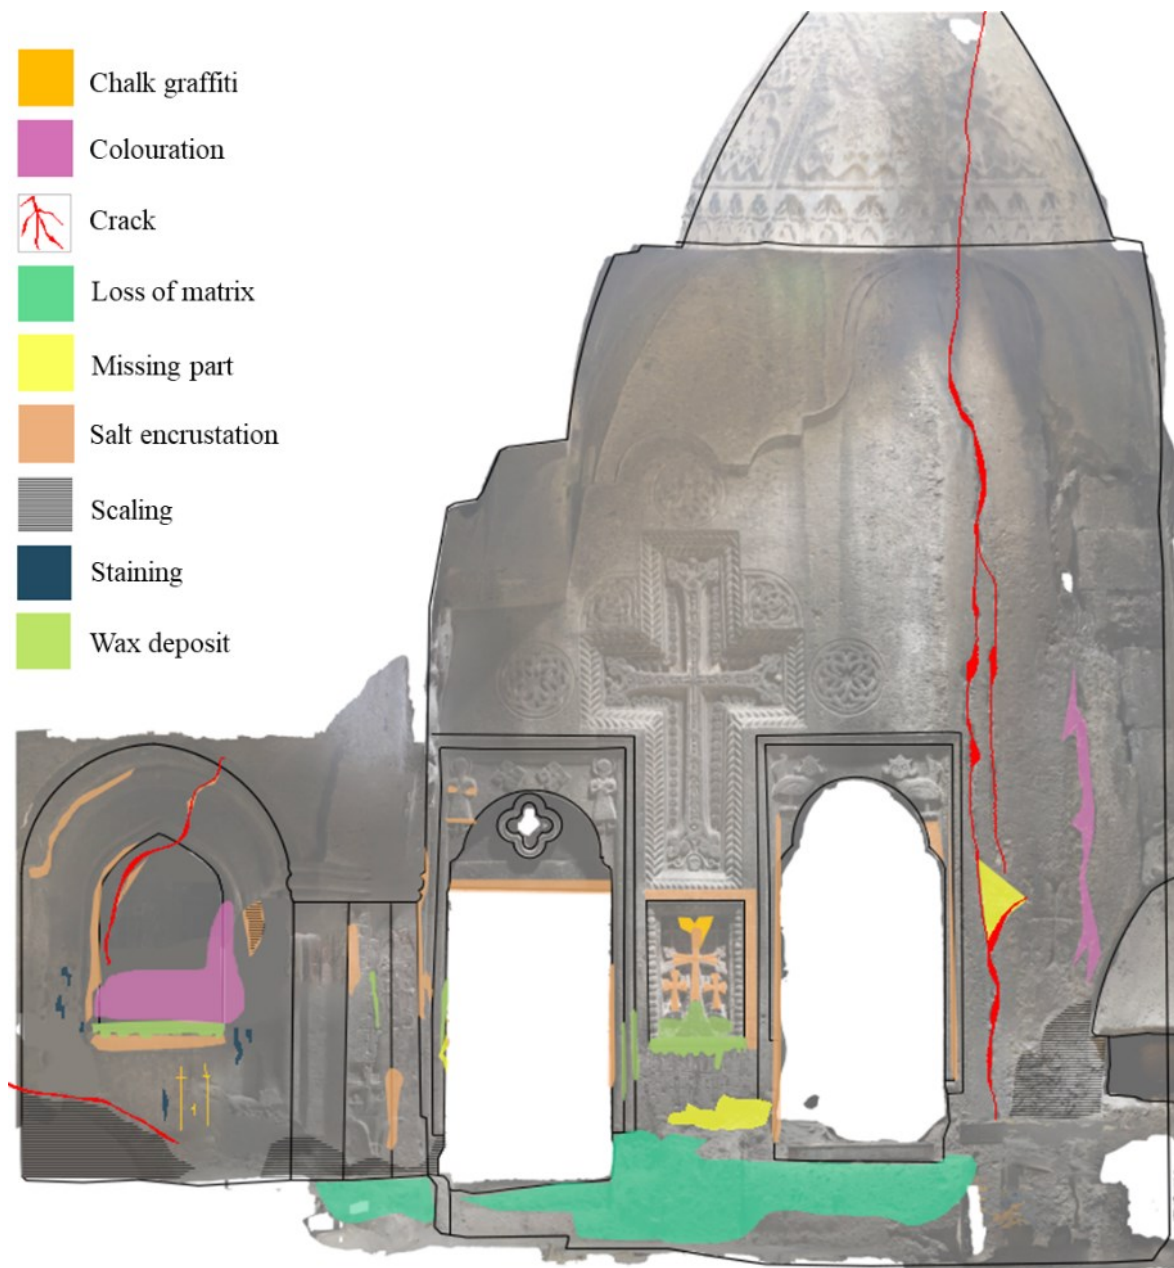 Chalk graffiti
Colouration
Crack
Loss of matrix
Missing part
Salt encrustation
Scaling
Staining
Wax deposit